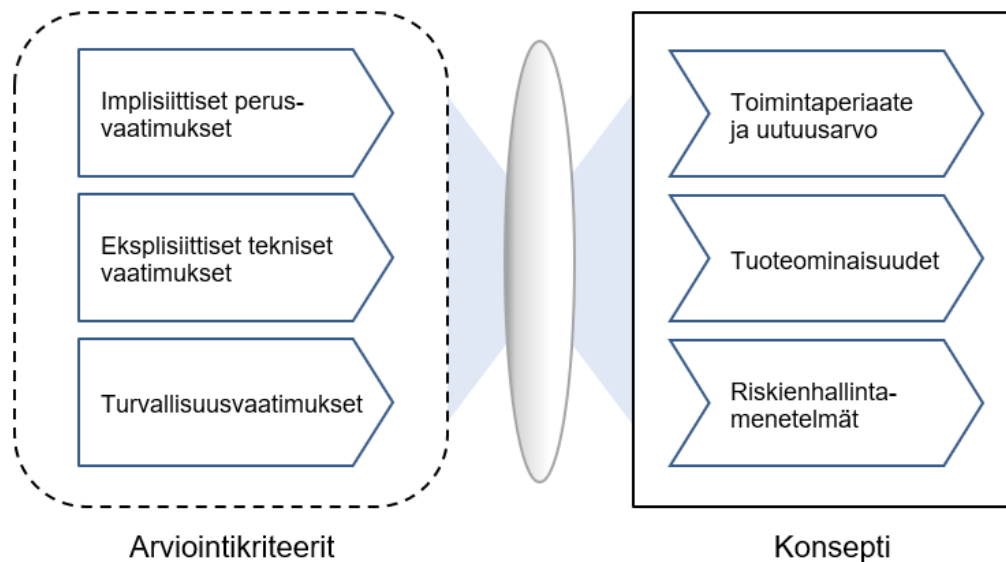 Implisiittiset perus-
vaatimukset
Eksplisiittiset tekniset
vaatimukset
Turvallisuusvaatimukset
Arviointikriteerit
Toimintaperiaate
ja uutuusarvo
Tuoteominaisuudet
Riskienhallinta-
menetelmät
Konsepti